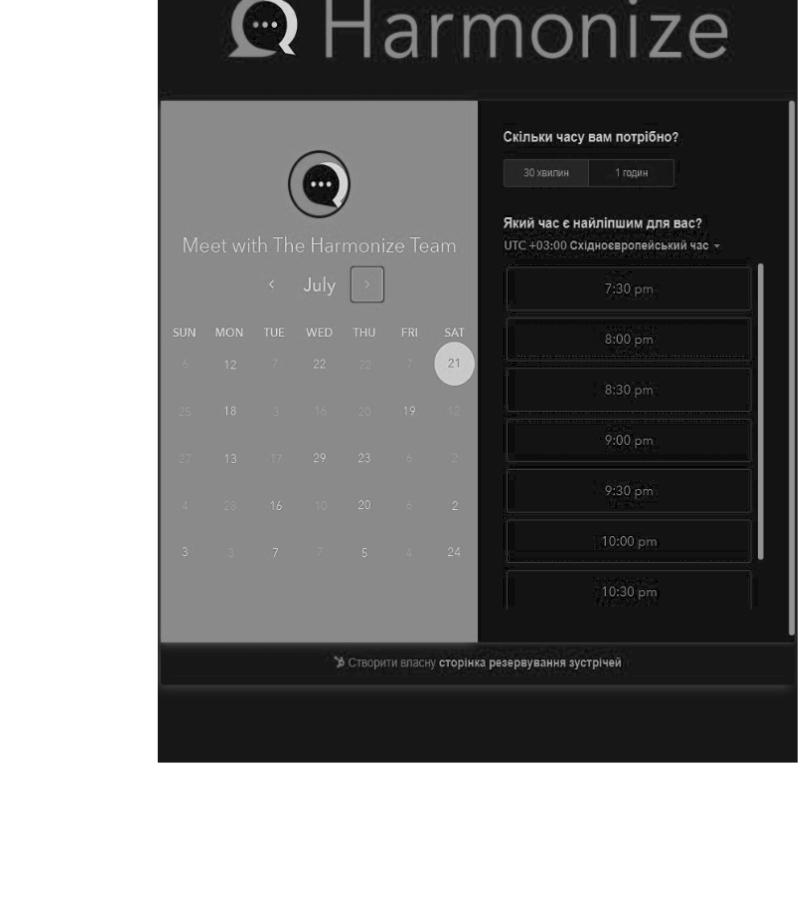 Harmonize
Meet with The Harmonize Team
July
SUN MON TUE WED THU FRI SAT
6 12 7 22 22 7 21
25 18 3 16 20 19 12
27 13 17 29 23 6 2
4 28 16 10 20 6 2
3 3 7 7 5 4 24
Скільки часу вам потрібно?
30 хвилин 1 годин
Який час є найліпшим для вас?
UTC +03:00 Східноєвропейський час
7:30 pm
8:00 pm
8:30 pm
9:00 pm
9:30 pm
10:00 pm
10:30 pm
Створити власну сторінка резервування зустрічей